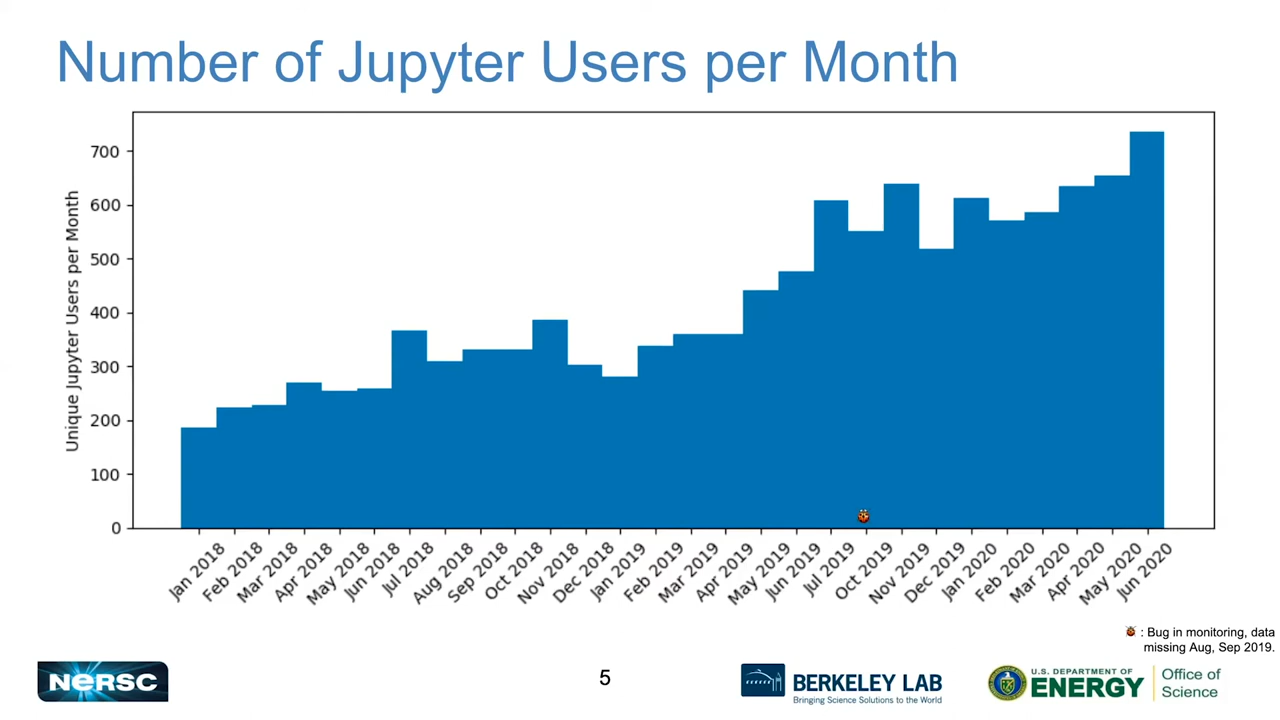 Number of Jupyter Users per Month
Unique Jupyter Users per Month
700
600
500
400
300
200
100
0
Jan 2018
Feb 2018
Mar 2018
Apr 2018
May 2018
Jun 2018
Jul 2018
Aug 2018
Sep 2018
Oct 2018
Nov 2018
Dec 2018
Jan 2019
Feb 2019
Mar 2019
Apr 2019
May 2019
Jun 2019
Jul 2019
Oct 2019
Nov 2019
Dec 2019
Jan 2020
Feb 2020
Mar 2020
Apr 2020
May 2020
Jun 2020
: Bug in monitoring, data
missing Aug, Sep 2019.
NERSC
5
BERKELEY LAB
Bringing Science Solutions to the World
U.S. DEPARTMENT OF
ENERGY
Office of
Science